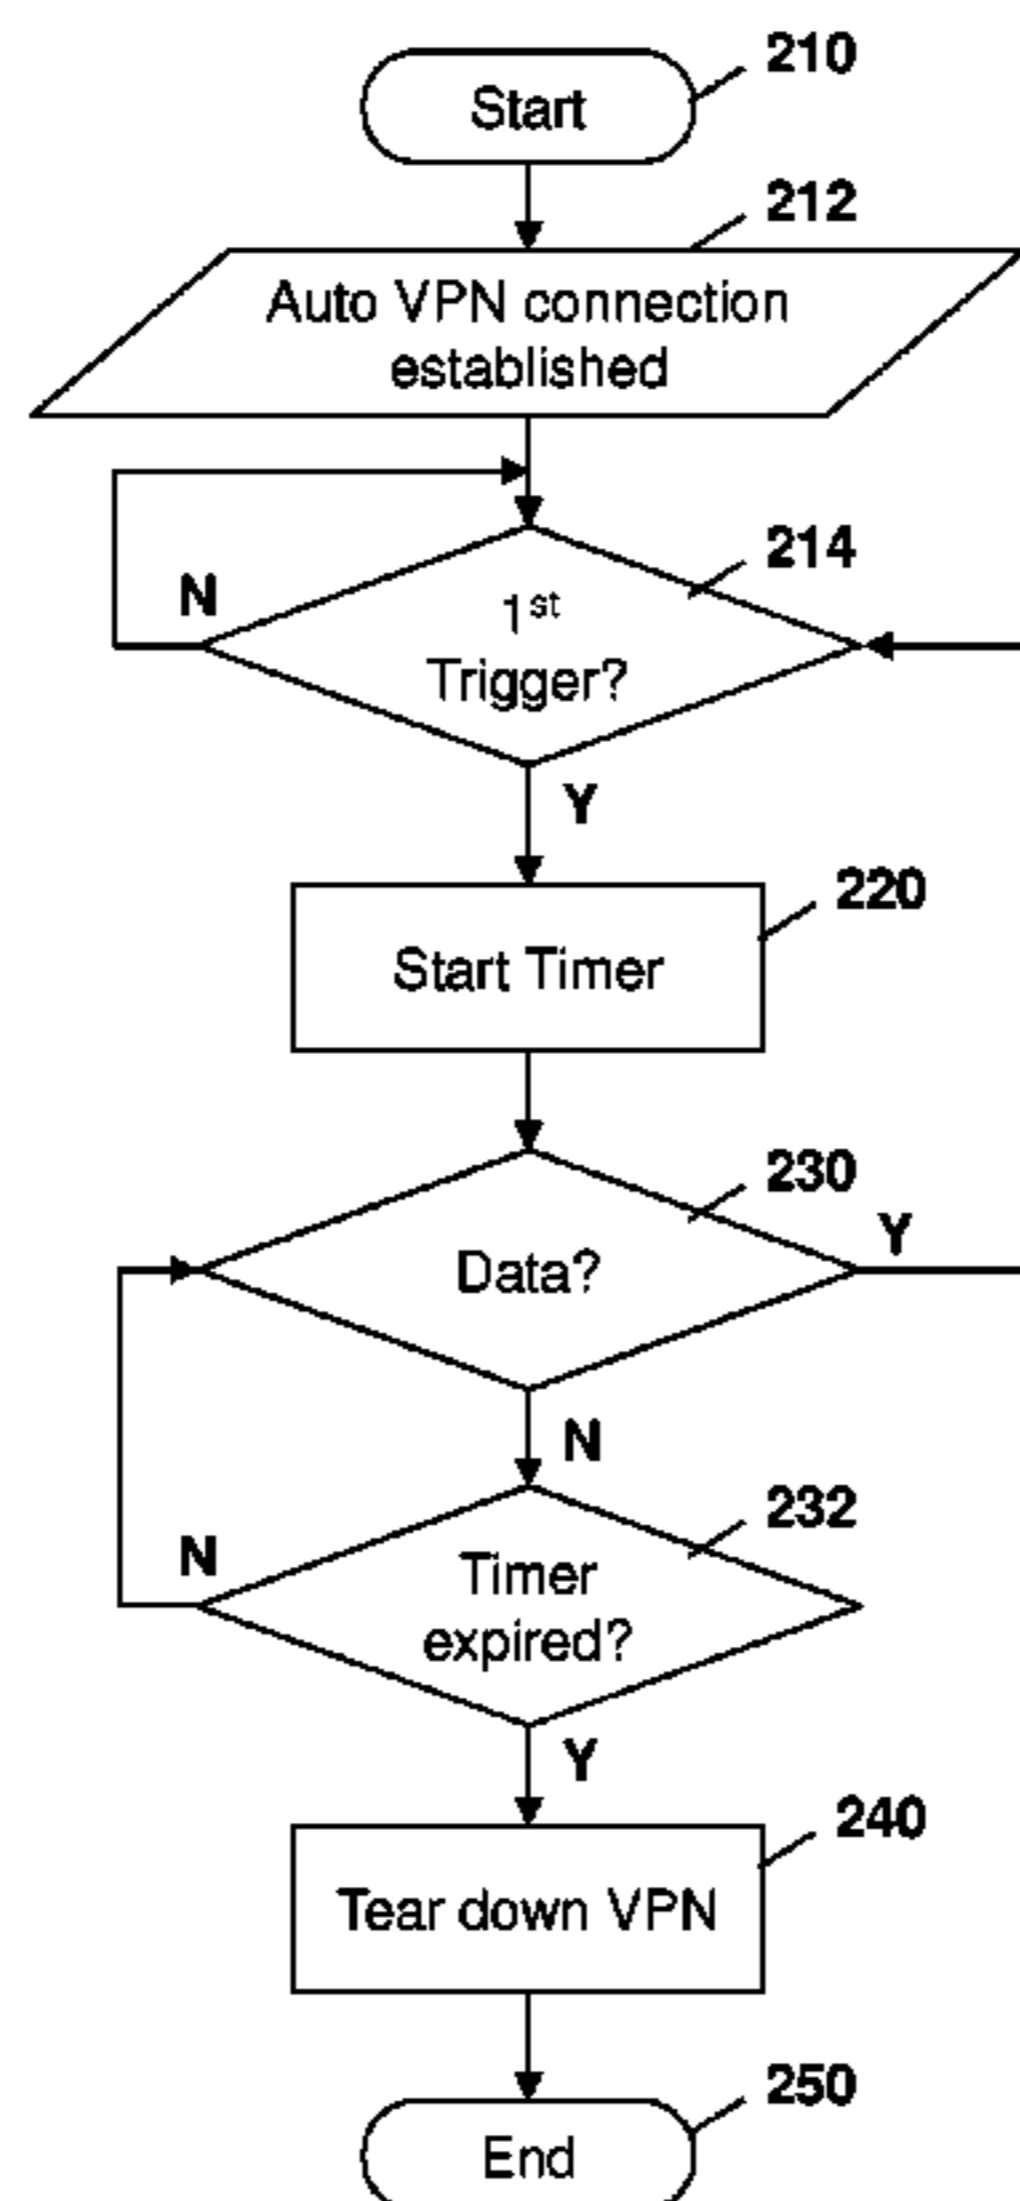 210
Start
212
Auto VPN connection
established
214
N
1st
Trigger?
Y
220
Start Timer
230
Y
Data?
N
232
N
Timer
expired?
Y
240
Tear down VPN
250
End